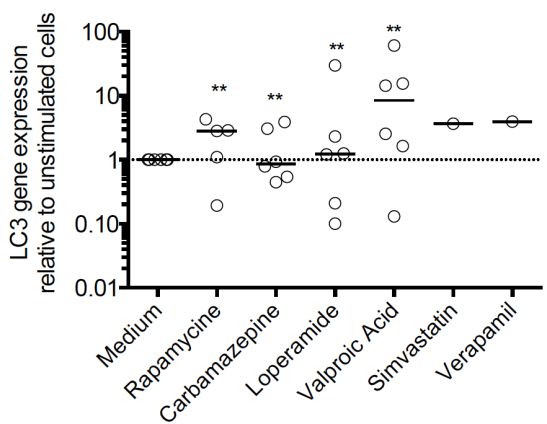 LC3 gene expression
relative to unstimulated cells
100
10
1
0.10
0.01
**
**
**
**
Medium
Rapamycine
Carbamazepine
Loperamide
Valproic Acid
Simvastatin
Verapamil